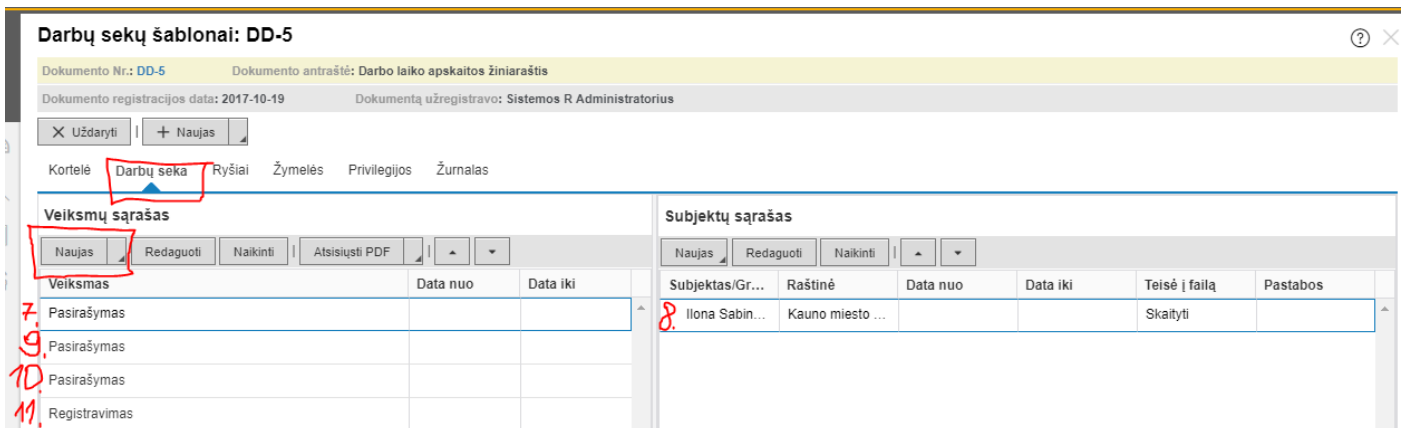 Darbų sekų šablonai: DD-5
Dokumento Nr.: DD-5 Dokumento antraštė: Darbo laiko apskaitos žiniaraštis
Dokumento registracijos data: 2017-10-19 Dokumentą užregistravo: Sistemos R Administratorius
Uždaryti | + Naujas
Kortelė Darbų seka Ryšiai Žymelės Privilegijos Žurnalas
Veiksmų sąrašas Subjektų sąrašas
Naujas Redaguoti Naikinti | Atsisiųsti PDF | Naujas Redaguoti Naikinti |
Veiksmas Data nuo Data iki Subjektas/Gr... Raštinė Data nuo Data iki Teisė į failą Pastabos
7. Pasirašymas 8. Ilona Sabin... Kauno miesto ... Skaityti
9. Pasirašymas
10. Pasirašymas
11. Registravimas